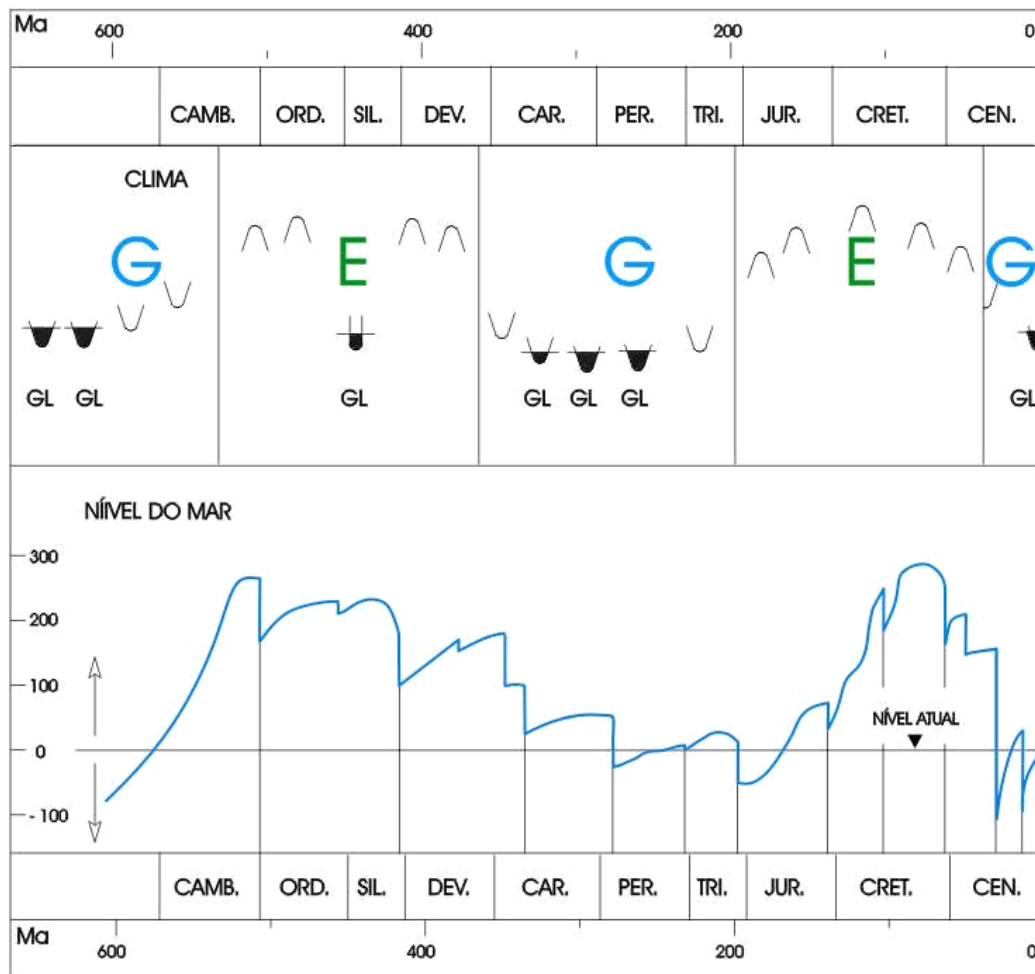 Ma 600 400 200 0
CAMB. ORD. SIL. DEV. CAR. PER. TRI. JUR. CRET. CEN.
CLIMA
G E G E G
GL GL GL GL GL GL GL
NÍIVEL DO MAR
300
200
100
NÍVEL ATUAL
0
- 100
CAMB. ORD. SIL. DEV. CAR. PER. TRI. JUR. CRET. CEN.
Ma 600 400 200 0